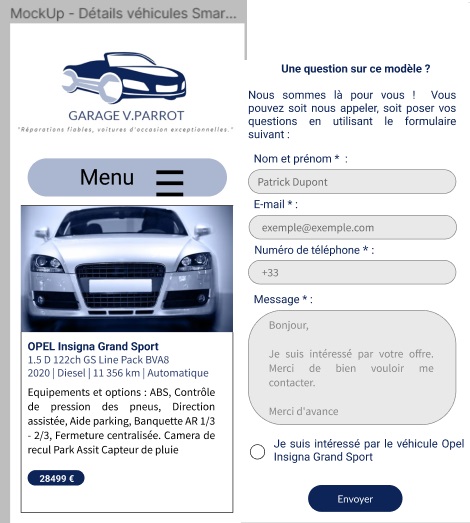 MockUp - Détails véhicules Smar...
GARAGE V.PARROT
"Réparations fiables, voitures d'occasion exceptionnelles."
Menu
OPEL Insigna Grand Sport
1.5 D 122ch GS Line Pack BVA8
2020 | Diesel | 11 356 km | Automatique
Equipements et options : ABS, Contrôle
de pression des pneus, Direction
assistée, Aide parking, Banquette AR 1/3
- 2/3, Fermeture centralisée. Camera de
recul Park Assit Capteur de pluie
28499 €
Une question sur ce modèle ?
Nous sommes là pour vous ! Vous
pouvez soit nous appeler, soit poser vos
questions en utilisant le formulaire
suivant :
Nom et prénom * :
Patrick Dupont
E-mail * :
exemple@exemple.com
Numéro de téléphone * :
+33
Message * :
Bonjour,
Je suis intéressé par votre offre.
Merci de bien vouloir me
contacter.
Merci d'avance
Je suis intéressé par le véhicule Opel
Insigna Grand Sport
Envoyer